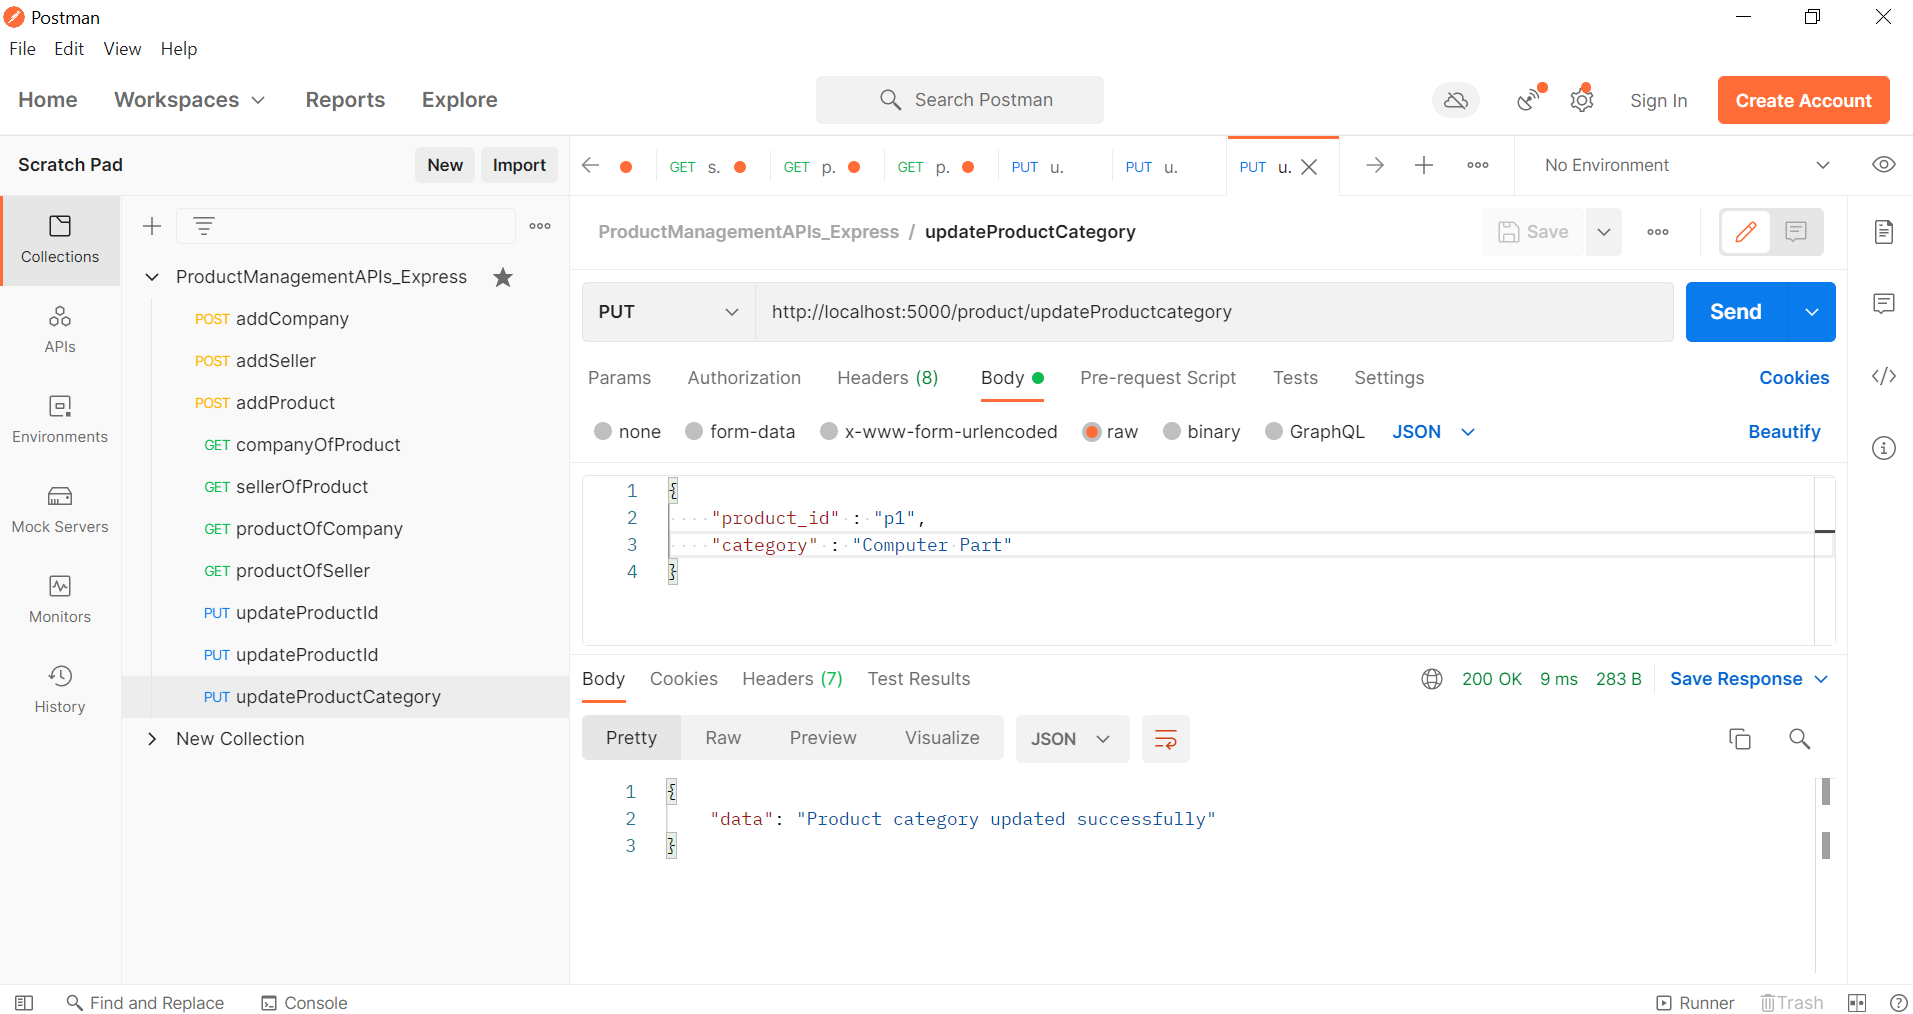 Postman
File Edit View Help
Home Workspaces Reports Explore
Search Postman
Sign In
Create Account
Scratch Pad
New
Import
GET s.
GET p.
GET p.
PUT u.
PUT u.
PUT u.
No Environment
Collections
APIs
Environments
Mock Servers
Monitors
History
ProductManagementAPIs_Express
POST addCompany
POST addSeller
POST addProduct
GET companyOfProduct
GET sellerOfProduct
GET productOfCompany
GET productOfSeller
PUT updateProductId
PUT updateProductId
PUT updateProductCategory
New Collection
ProductManagementAPIs_Express / updateProductCategory
Save
PUT
http://localhost:5000/product/updateProductcategory
Send
Params Authorization Headers (8) Body Pre-request Script Tests Settings
Cookies
none form-data x-www-form-urlencoded raw binary GraphQL JSON
Beautify
1 {
2 "product_id" : "p1",
3 "category" : "Computer Part"
4 }
Body Cookies Headers (7) Test Results
200 OK 9 ms 283 B Save Response
Pretty Raw Preview Visualize JSON
1 {
2 "data": "Product category updated successfully"
3 }
Find and Replace Console
Runner Trash